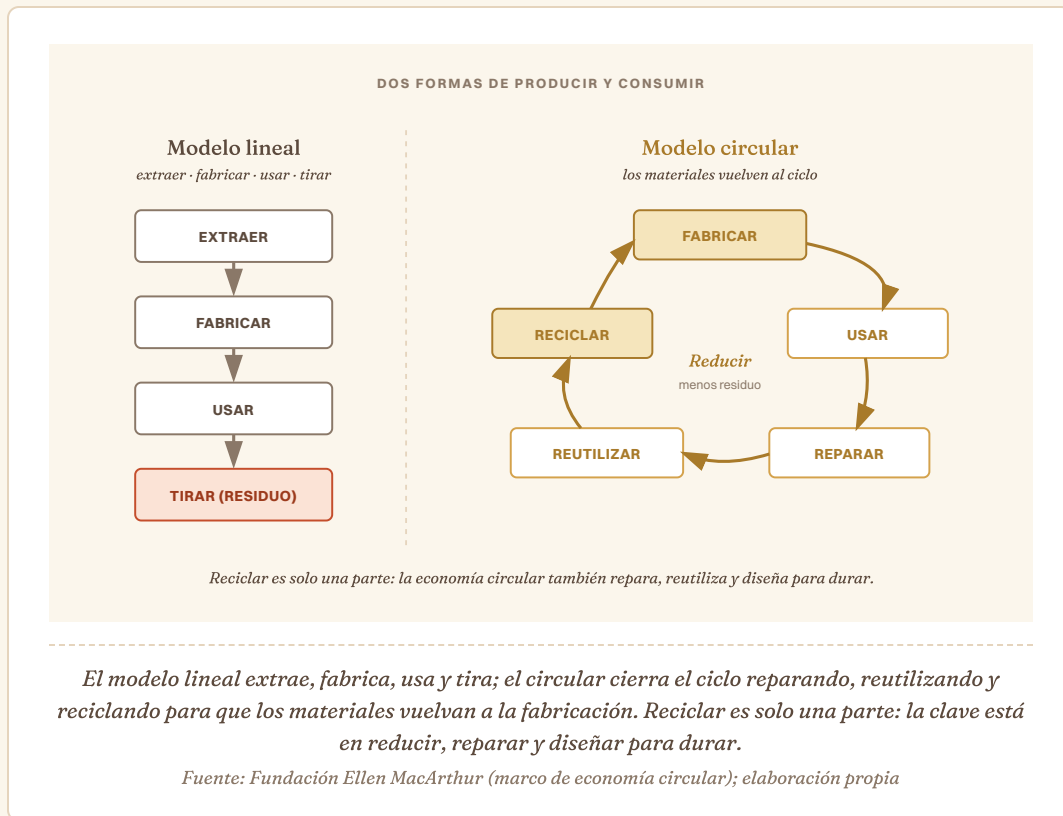 DOS FORMAS DE PRODUCIR Y CONSUMIR
Modelo lineal
extraer · fabricar · usar · tirar
EXTRAER
FABRICAR
USAR
TIRAR (RESIDUO)
Modelo circular
los materiales vuelven al ciclo
FABRICAR
USAR
REPARAR
REUTILIZAR
RECICLAR
Reducir
menos residuo
Reciclar es solo una parte: la economía circular también repara, reutiliza y diseña para durar.
El modelo lineal extrae, fabrica, usa y tira; el circular cierra el ciclo reparando, reutilizando y
reciclando para que los materiales vuelvan a la fabricación. Reciclar es solo una parte: la clave está
en reducir, reparar y diseñar para durar.
Fuente: Fundación Ellen MacArthur (marco de economía circular); elaboración propia